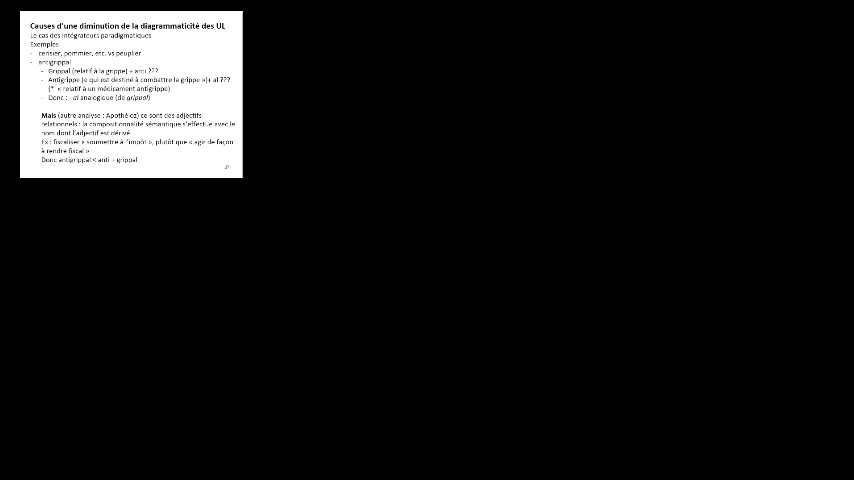 Causes d'une diminution de la diagrammaticité des UL
Le cas des intégrateurs paradigmatiques
Exemples
- cerisier, pommier, etc. vs peuplier
- antigrippal
- Grippal (relatif à la grippe) + anti ???
- Antigrippe (« qui est destiné à combattre la grippe »)+ al ???
(* « relatif à un médicament antigrippe)
- Donc : - al analogique (de grippal)
Mais (autre analyse : Apothéloz) ce sont des adjectifs
relationnels : la compositionnalité sémantique s'effectue avec le
nom dont l'adjectif est dérivé
Ex : fiscaliser « soumettre à l'impôt », plutôt que « agir de façon
à rendre fiscal »
Donc antigrippal < anti + grippal